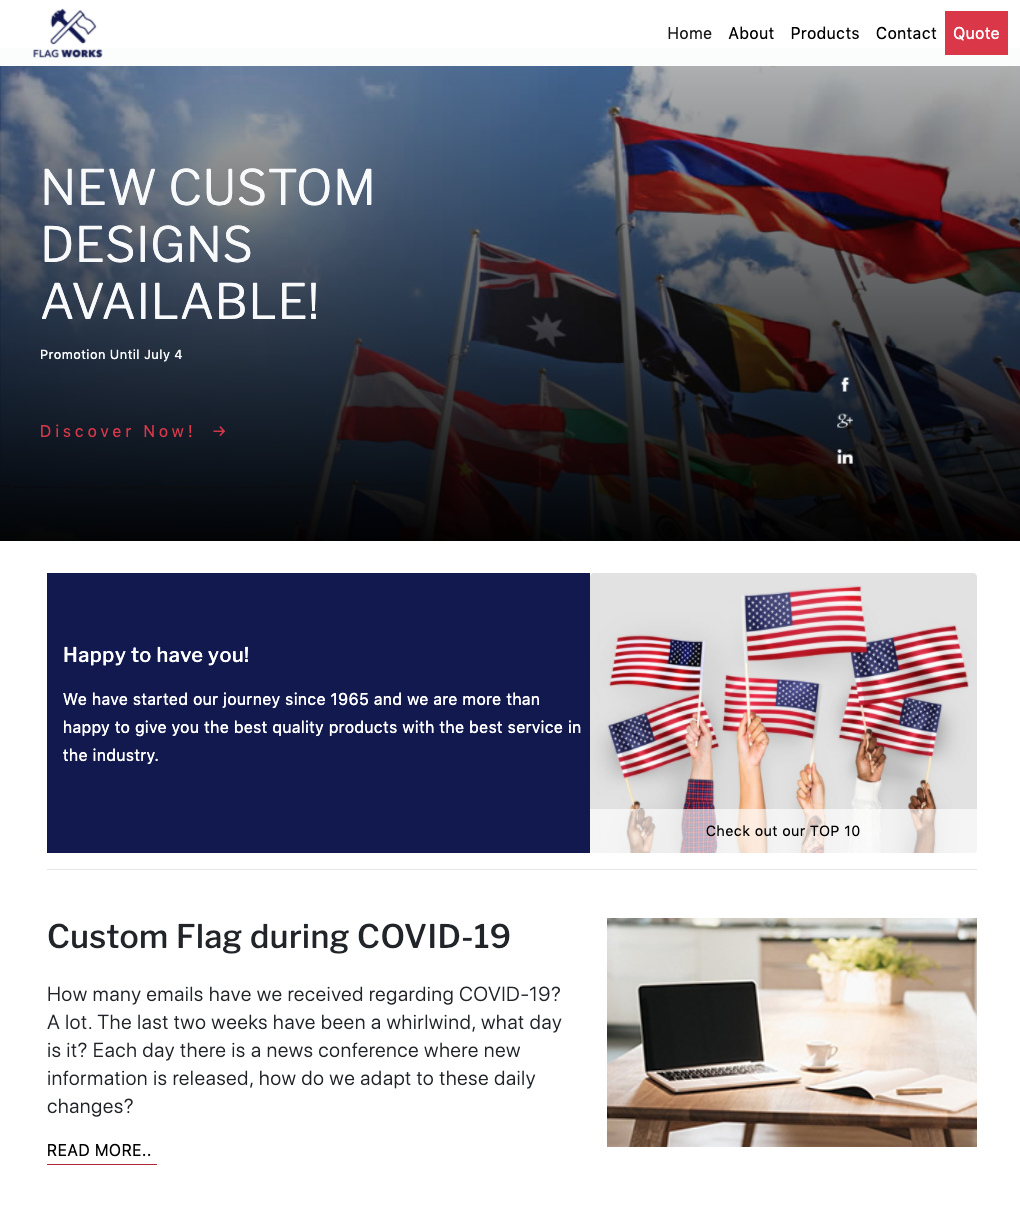 FLAG WORKS
Home About Products Contact Quote
NEW CUSTOM
DESIGNS
AVAILABLE!
Promotion Until July 4
Discover Now! →
f
g+
in
Happy to have you!
We have started our journey since 1965 and we are more than
happy to give you the best quality products with the best service in
the industry.
Check out our TOP 10
Custom Flag during COVID-19
How many emails have we received regarding COVID-19?
A lot. The last two weeks have been a whirlwind, what day
is it? Each day there is a news conference where new
information is released, how do we adapt to these daily
changes?
READ MORE..